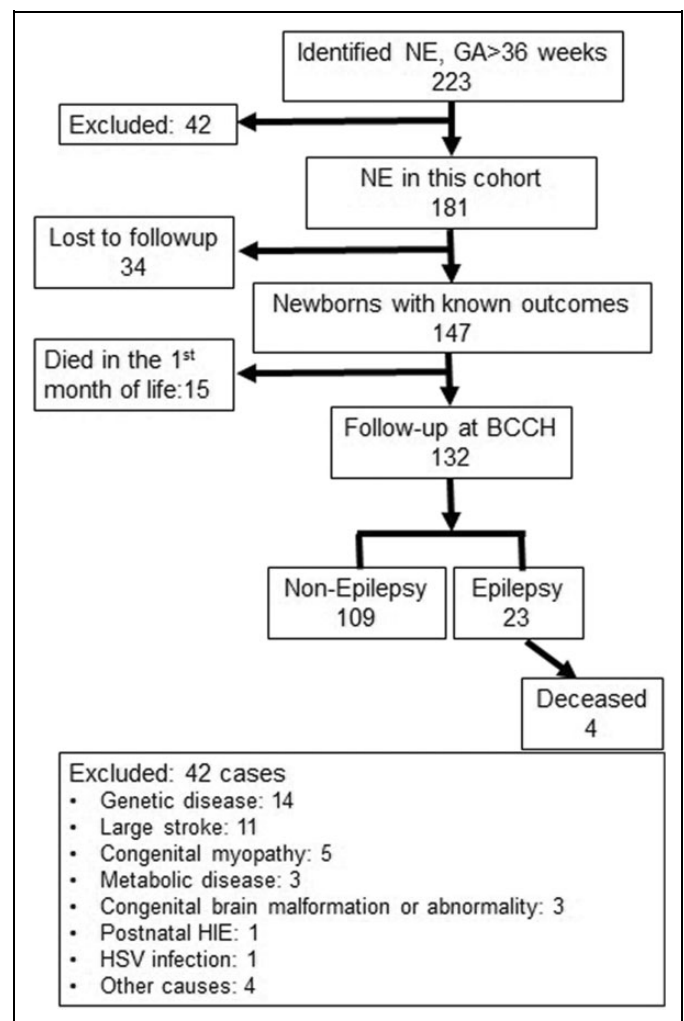 Identified NE, GA>36 weeks
223
Excluded: 42
NE in this cohort
181
Lost to followup
34
Newborns with known outcomes
147
Died in the 1st
month of life:15
Follow-up at BCCH
132
Non-Epilepsy
109
Epilepsy
23
Deceased
4
Excluded: 42 cases
• Genetic disease: 14
• Large stroke: 11
• Congenital myopathy: 5
• Metabolic disease: 3
• Congenital brain malformation or abnormality: 3
• Postnatal HIE: 1
• HSV infection: 1
• Other causes: 4